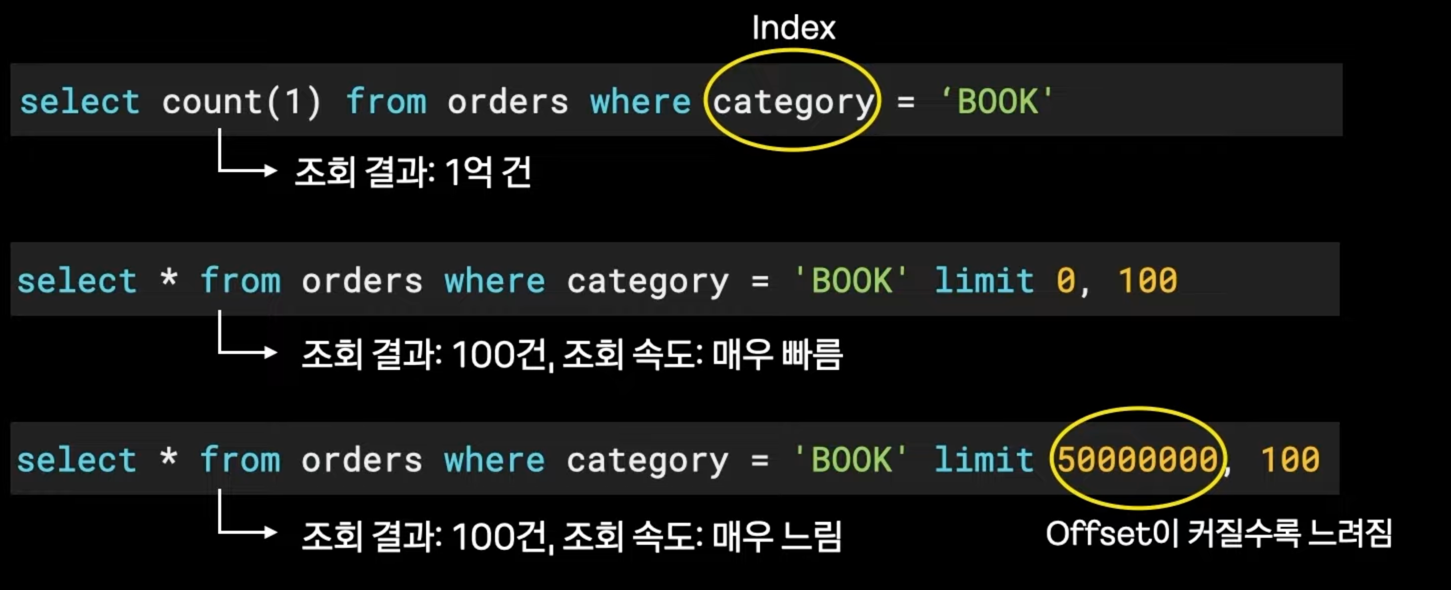 Index
select count(1) from orders where category = ‘BOOK'
조회 결과: 1억 건
select * from orders where category = 'BOOK' limit 0, 100
조회 결과: 100건, 조회 속도: 매우 빠름
select * from orders where category = 'BOOK' limit 50000000, 100
조회 결과: 100건, 조회 속도: 매우 느림
Offset이 커질수록 느려짐